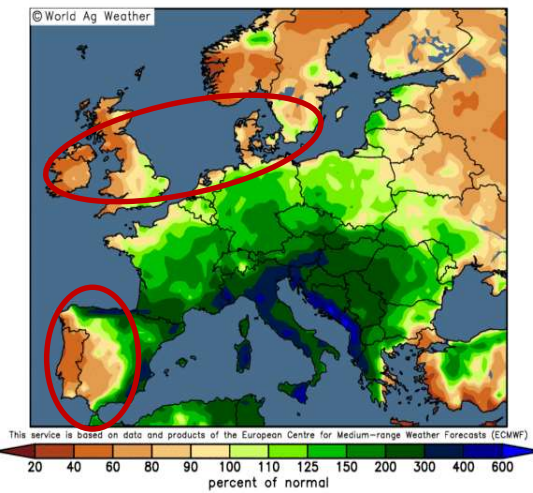 ©World Ag Weather
This service is based on data and products of the European Centre for Medium-range Weather Forecasts (ECMWF)
20 40 60 80 90 100 110 125 150 200 300 400 600
percent of normal